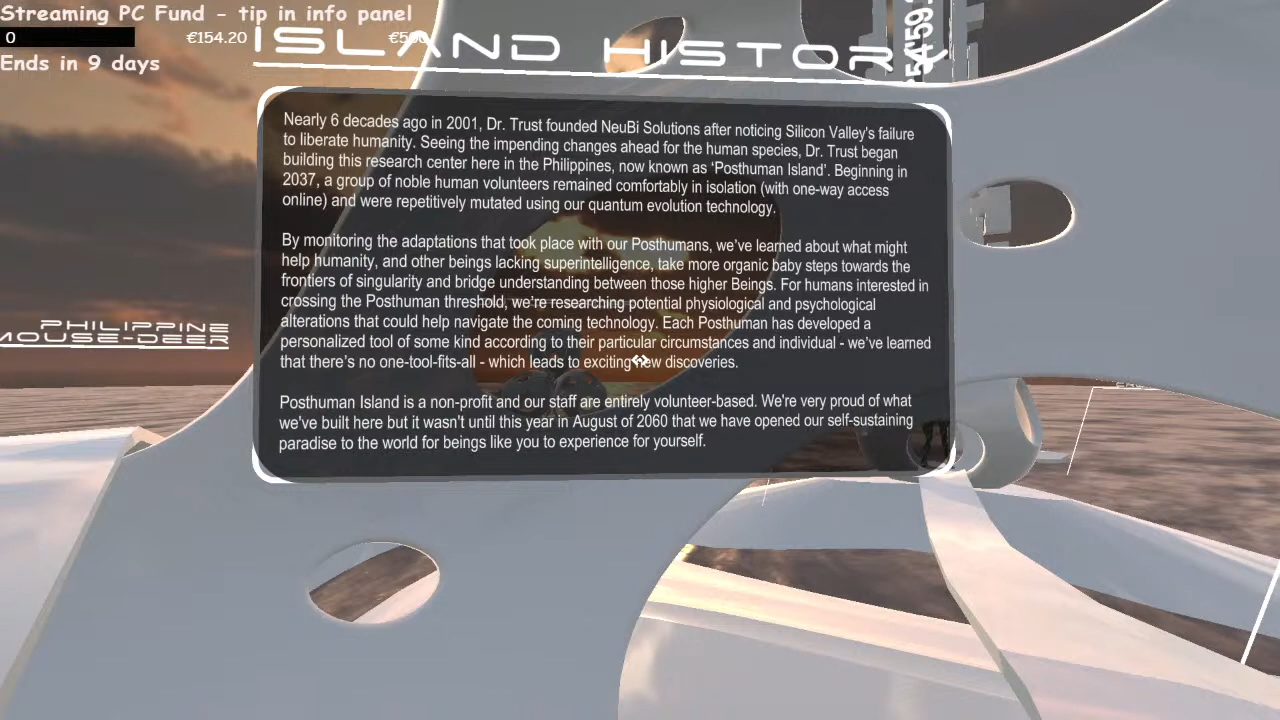 Streaming PC Fund - tip in info panel
0 €154.20 €500
Ends in 9 days
ISLAND HISTORY
Nearly 6 decades ago in 2001, Dr. Trust founded NeuBi Solutions after noticing Silicon Valley's failure
to liberate humanity. Seeing the impending changes ahead for the human species, Dr. Trust began
building this research center here in the Philippines, now known as 'Posthuman Island'. Beginning in
2037, a group of noble human volunteers remained comfortably in isolation (with one-way access
online) and were repetitively mutated using our quantum evolution technology.
By monitoring the adaptations that took place with our Posthumans, we've learned about what might
help humanity, and other beings lacking superintelligence, take more organic baby steps towards the
frontiers of singularity and bridge understanding between those higher Beings. For humans interested in
crossing the Posthuman threshold, we're researching potential physiological and psychological
alterations that could help navigate the coming technology. Each Posthuman has developed a
personalized tool of some kind according to their particular circumstances and individual - we've learned
that there's no one-tool-fits-all - which leads to exciting new discoveries.
Posthuman Island is a non-profit and our staff are entirely volunteer-based. We're very proud of what
we've built here but it wasn't until this year in August of 2060 that we have opened our self-sustaining
paradise to the world for beings like you to experience for yourself.
PHILIPPINE
MOUSE-DEER